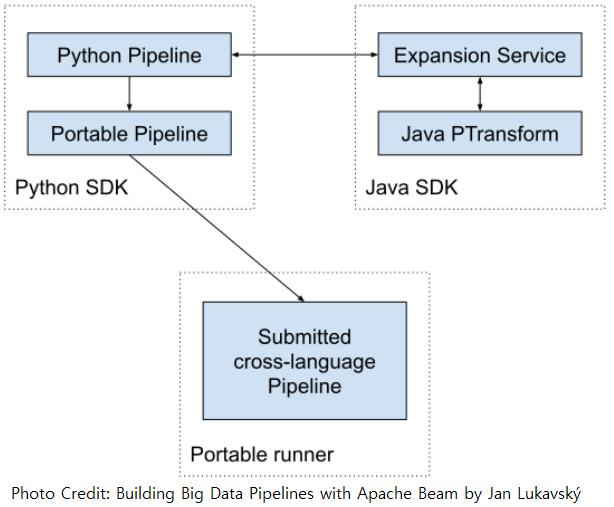 Python Pipeline
Portable Pipeline
Python SDK
Expansion Service
Java PTransform
Java SDK
Submitted
cross-language
Pipeline
Portable runner
Photo Credit: Building Big Data Pipelines with Apache Beam by Jan Lukavský